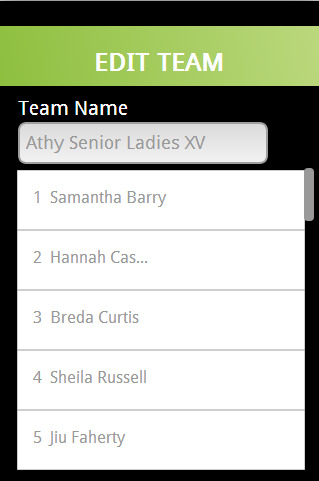 EDIT TEAM
Team Name
Athy Senior Ladies XV
1 Samantha Barry
2 Hannah Cas...
3 Breda Curtis
4 Sheila Russell
5 Jiu Faherty